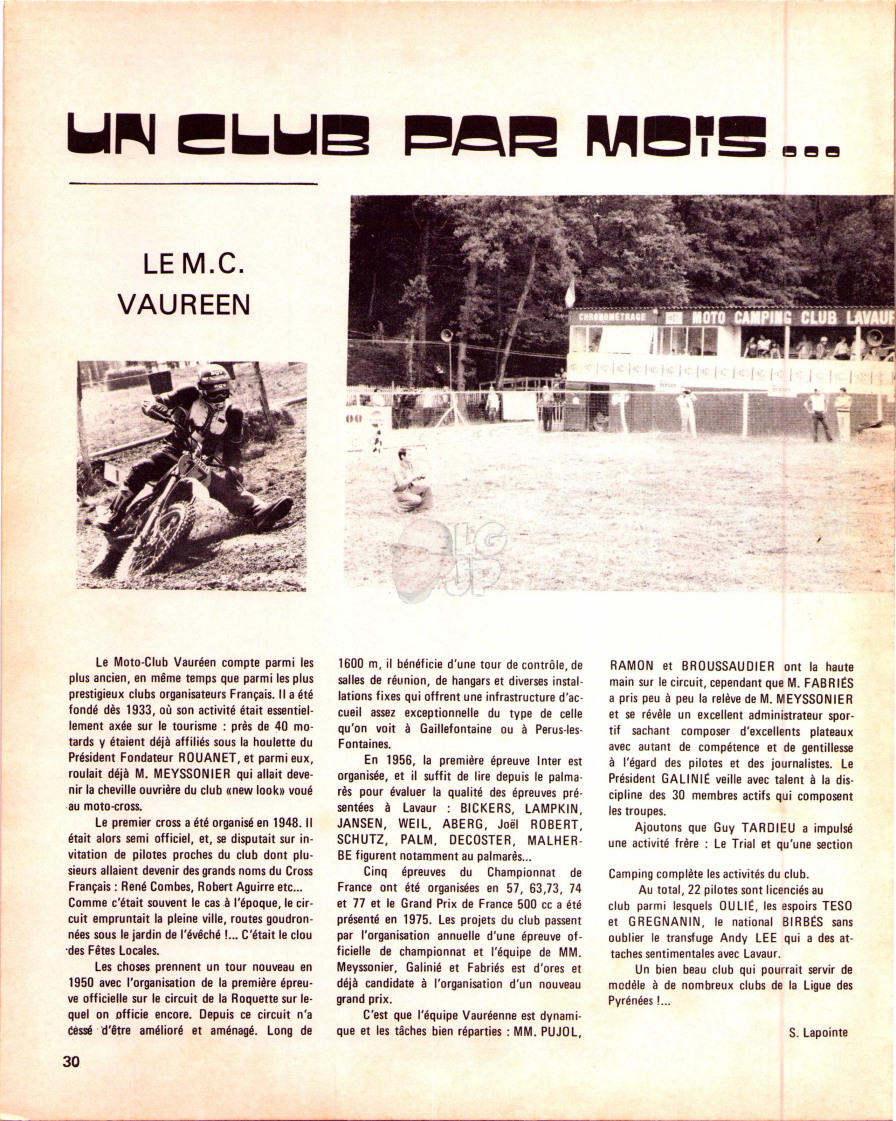 UN CLUB PAR MOIS...
LE M.C.
VAUREEN
CHRONOMÉTRAGE
MOTO CAMPING CLUB LAVAUR
LG
JP
Le Moto-Club Vauréen compte parmi les
plus ancien, en même temps que parmi les plus
prestigieux clubs organisateurs Français. Il a été
fondé dès 1933, où son activité était essentiel-
lement axée sur le tourisme : près de 40 mo-
tards y étaient déjà affiliés sous la houlette du
Président Fondateur ROUANET, et parmi eux,
roulait déjà M. MEYSSONIER qui allait deve-
nir la cheville ouvrière du club «new look» voué
au moto-cross.
Le premier cross a été organisé en 1948. Il
était alors semi officiel, et, se disputait sur in-
vitation de pilotes proches du club dont plu-
sieurs allaient devenir des grands noms du Cross
Français : René Combes, Robert Aguirre etc...
Comme c'était souvent le cas à l'époque, le cir-
cuit empruntait la pleine ville, routes goudron-
nées sous le jardin de l'évêché !... C'était le clou
des Fêtes Locales.
Les choses prennent un tour nouveau en
1950 avec l'organisation de la première épreu-
ve officielle sur le circuit de la Roquette sur le-
quel on officie encore. Depuis ce circuit n'a
cessé d'être amélioré et aménagé. Long de
1600 m, il bénéficie d'une tour de contrôle, de
salles de réunion, de hangars et diverses instal-
lations fixes qui offrent une infrastructure d'ac-
cueil assez exceptionnelle du type de celle
qu'on voit à Gaillefontaine ou à Perus-les-
Fontaines.
En 1956, la première épreuve Inter est
organisée, et il suffit de lire depuis le palma-
rès pour évaluer la qualité des épreuves pré-
sentées à Lavaur : BICKERS, LAMPKIN,
JANSEN, WEIL, ABERG, Joël ROBERT,
SCHUTZ, PALM, DECOSTER, MALHER-
BE figurent notamment au palmarès...
Cinq épreuves du Championnat de
France ont été organisées en 57, 63,73, 74
et 77 et le Grand Prix de France 500 cc a été
présenté en 1975. Les projets du club passent
par l'organisation annuelle d'une épreuve of-
ficielle de championnat et l'équipe de MM.
Meyssonier, Galinié et Fabriés est d'ores et
déjà candidate à l'organisation d'un nouveau
grand prix.
C'est que l'équipe Vauréenne est dynami-
que et les tâches bien réparties : MM. PUJOL,
RAMON et BROUSSAUDIER ont la haute
main sur le circuit, cependant que M. FABRIÉS
a pris peu à peu la relève de M. MEYSSONIER
et se révèle un excellent administrateur spor-
tif sachant composer d'excellents plateaux
avec autant de compétence et de gentillesse
à l'égard des pilotes et des journalistes. Le
Président GALINIÉ veille avec talent à la dis-
cipline des 30 membres actifs qui composent
les troupes.
Ajoutons que Guy TARDIEU a impulsé
une activité frère : Le Trial et qu'une section
Camping complète les activités du club.
Au total, 22 pilotes sont licenciés au
club parmi lesquels OULIÉ, les espoirs TESO
et GREGNANIN, le national BIRBÉS sans
oublier le transfuge Andy LEE qui a des at-
taches sentimentales avec Lavaur.
Un bien beau club qui pourrait servir de
modèle à de nombreux clubs de la Ligue des
Pyrénées !...
S. Lapointe
30